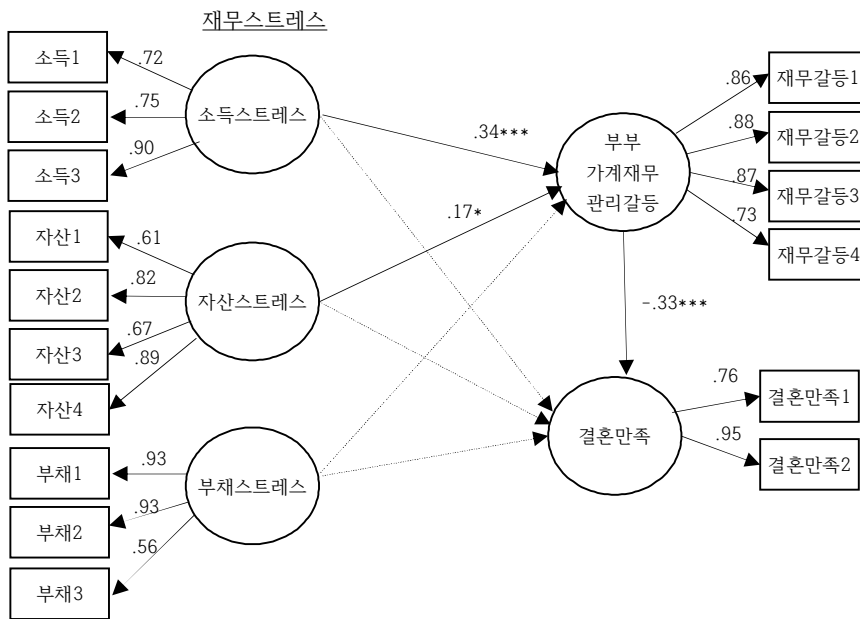 재무스트레스
소득1
.72
소득2
.75
소득3
.90
소득스트레스
자산1
.61
자산2
.82
자산3
.67
자산4
.89
자산스트레스
부채1
.93
부채2
.93
부채3
.56
부채스트레스
.34***
.17*
부부
가계재무
관리갈등
.86
재무갈등1
.88
재무갈등2
.87
재무갈등3
.73
재무갈등4
-.33***
결혼만족
.76
결혼만족1
.95
결혼만족2